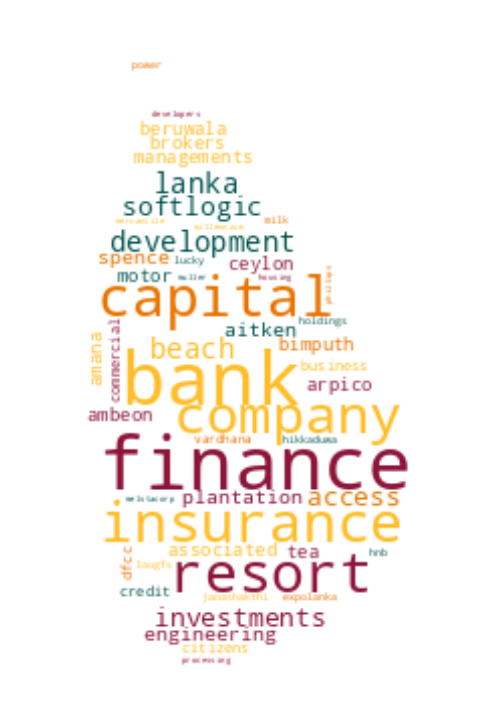 power
developers
beruwala
brokers
managements
lanka
softlogic
mercantile
milk
millennium
development
spence
lucky
ceylon
motor
muller
housing
phillips
capital
holdings
aitken
commercial
amana
beach
bimputh
business
bank
arpico
company
ambeon
vardhana
hikkaduwa
finance
melstacorp
plantation
access
insurance
associated
tea
hnb
dfcc
laugfs
resort
credit
janashakthi
expolanka
investments
engineering
citizens
processing